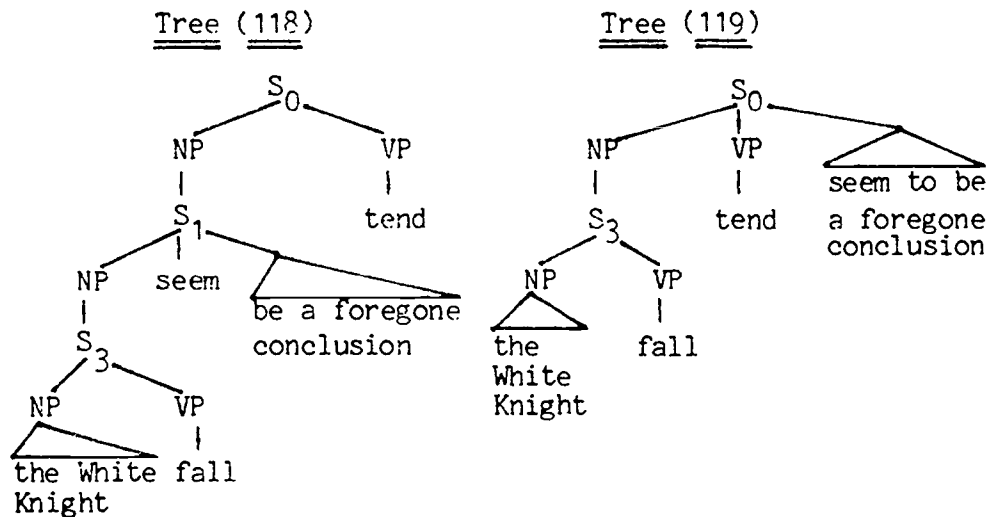 Tree (118)
S0
NP VP
S1 tend
NP seem
be a foregone
conclusion
S3
NP VP
the White fall
Knight
Tree (119)
S0
NP VP
seem to be
a foregone
conclusion
S3 tend
NP VP
the
White
Knight
fall